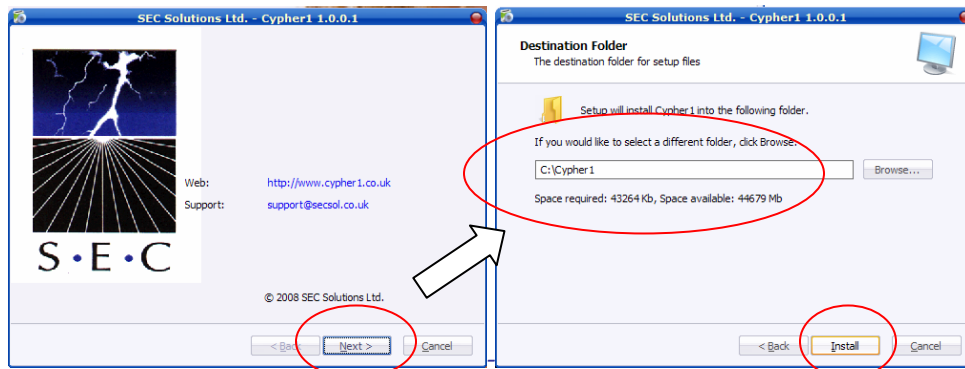 SEC Solutions Ltd. - Cypher1 1.0.0.1
S•E•C
Web: http://www.cypher1.co.uk
Support: support@secsol.co.uk
© 2008 SEC Solutions Ltd.
< Back Next > Cancel
SEC Solutions Ltd. - Cypher1 1.0.0.1
Destination Folder
The destination folder for setup files
Setup will install Cypher1 into the following folder.
If you would like to select a different folder, click Browse.
C:\Cypher1
Browse...
Space required: 43264 Kb, Space available: 44679 Mb
< Back Install Cancel